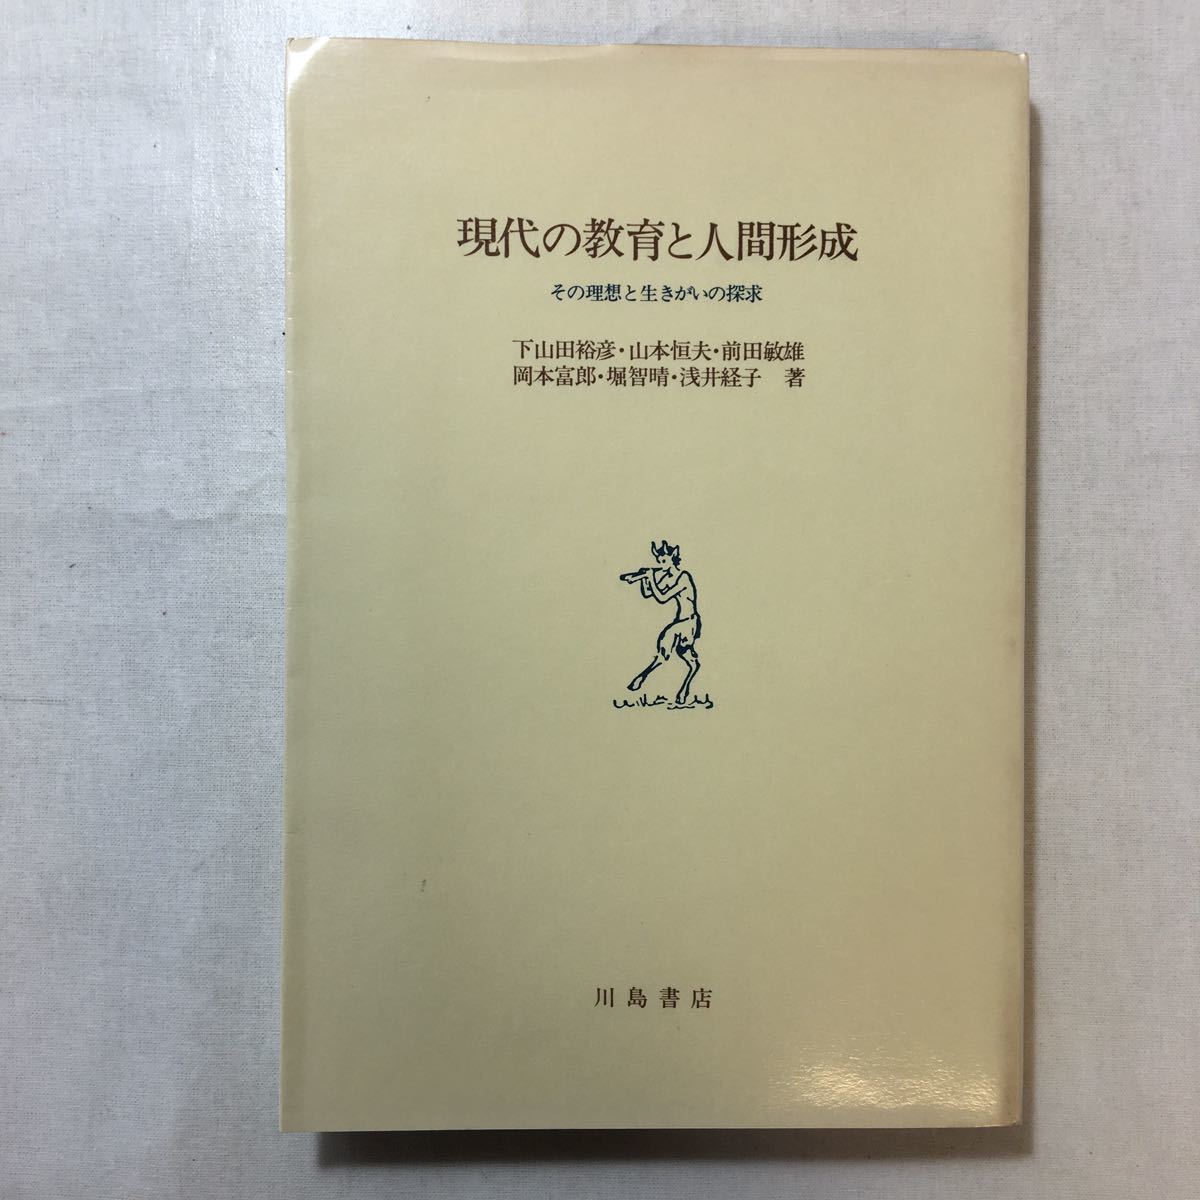 現代の教育と人間形成
その理想と生きがいの探求
下山田裕彦・山本恒夫・前田敏雄
岡本富郎・堀智晴・浅井経子 著
川島書店